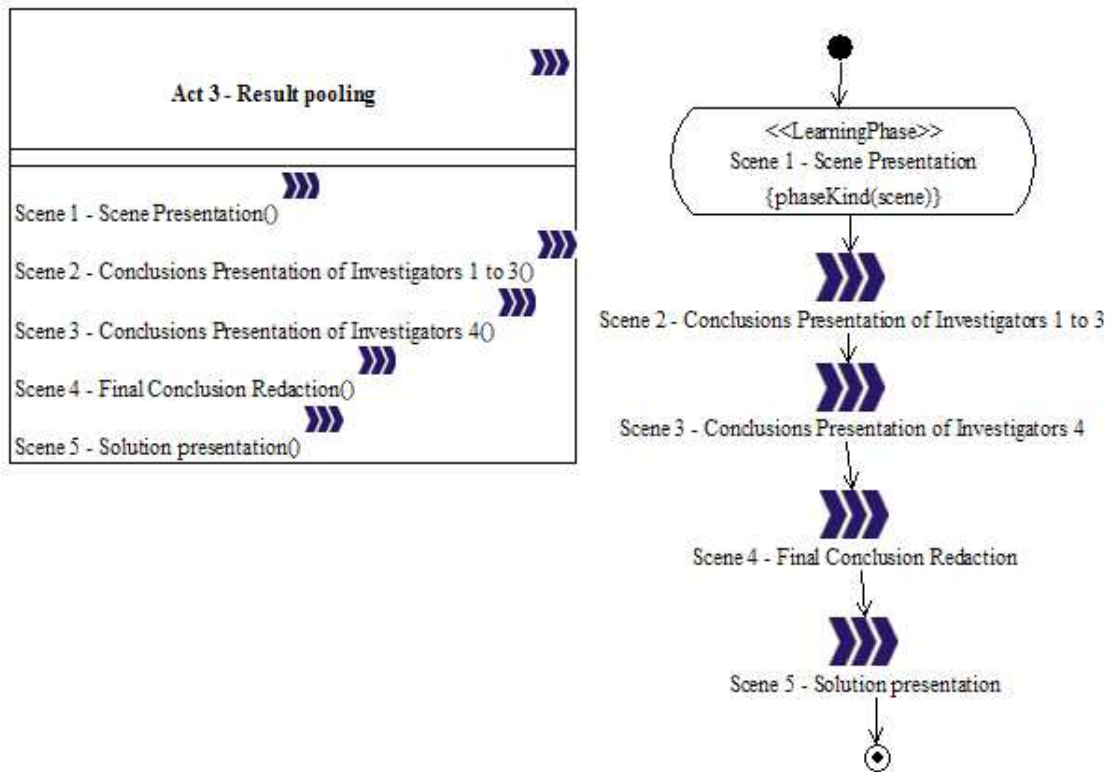 Act 3 - Result pooling
Scene 1 - Scene Presentation()
Scene 2 - Conclusions Presentation of Investigators 1 to 3()
Scene 3 - Conclusions Presentation of Investigators 4()
Scene 4 - Final Conclusion Redaction()
Scene 5 - Solution presentation()
<<LearningPhase>>
Scene 1 - Scene Presentation
{phaseKind(scene)}
Scene 2 - Conclusions Presentation of Investigators 1 to 3
Scene 3 - Conclusions Presentation of Investigators 4
Scene 4 - Final Conclusion Redaction
Scene 5 - Solution presentation